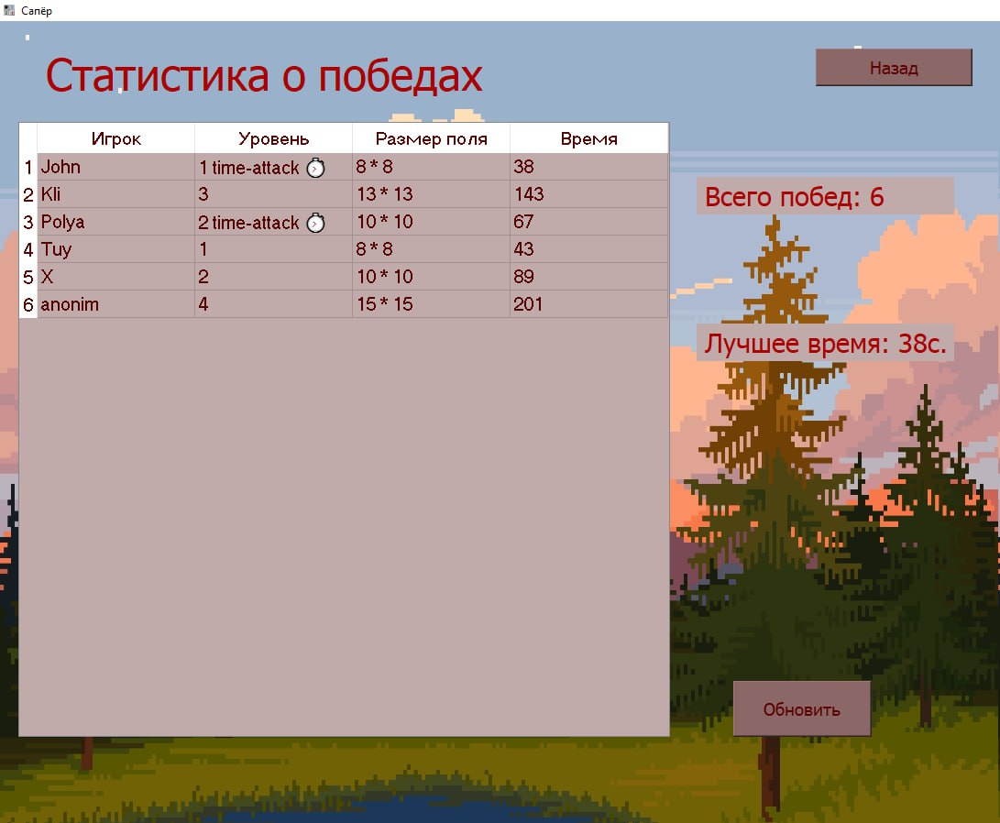 Сапёр
Статистика о победах
Назад
Игрок Уровень Размер поля Время
1 John 1 time-attack 8 * 8 38
2 Kli 3 13 * 13 143
3 Polya 2 time-attack 10 * 10 67
4 Tuy 1 8 * 8 43
5 X 2 10 * 10 89
6 anonim 4 15 * 15 201
Всего побед: 6
Лучшее время: 38с.
Обновить